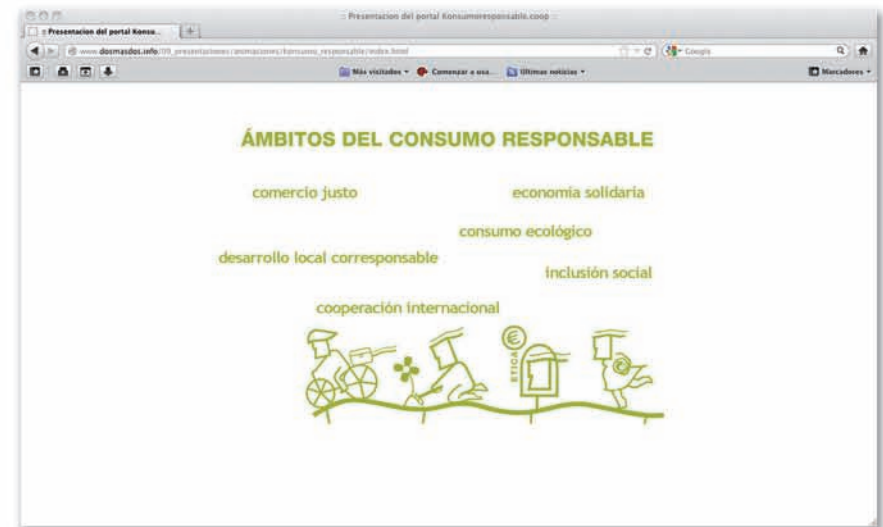 :: Presentacion del portal Konsumoresponsable.coop ::
:: Presentacion del portal Konsu...
www.dosmasdos.info/09_presentaciones/animaciones/konsumo_responsable/index.html
Google
Más visitados
Comenzar a usa...
Últimas noticias
Marcadores
ÁMBITOS DEL CONSUMO RESPONSABLE
comercio justo
economía solidaria
consumo ecológico
desarrollo local corresponsable
inclusión social
cooperación internacional
ETICA